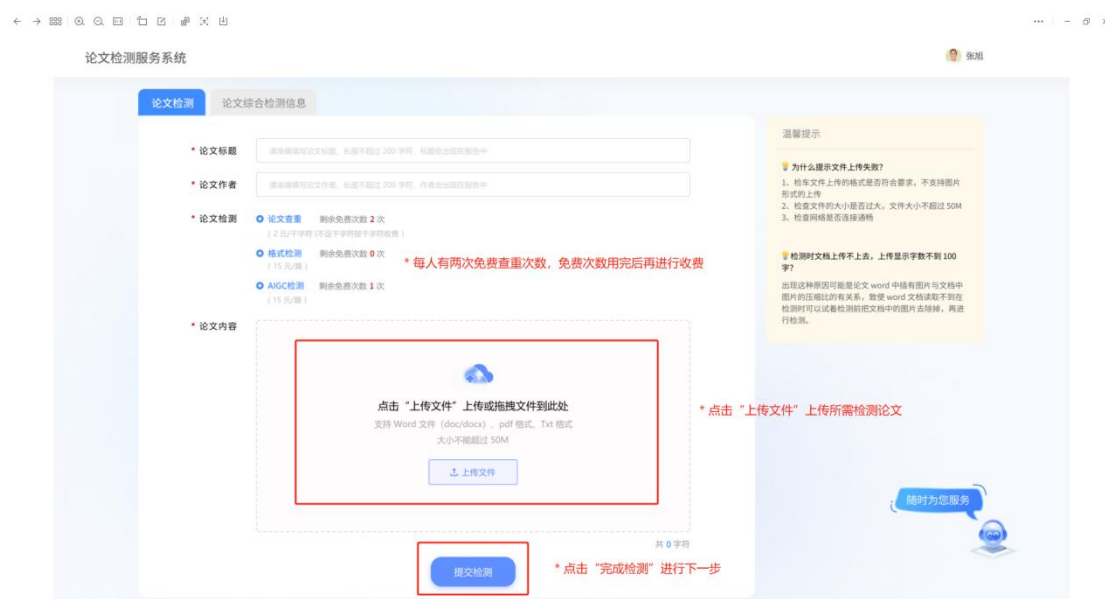 论文检测服务系统
张旭
论文检测
论文综合检测信息
* 论文标题
请准确填写论文标题，长度不超过 200 字符，标题会出现在报告中
* 论文作者
请准确填写论文作者，长度不超过 200 字符，作者会出现在报告中
* 论文检测
论文查重 剩余免费次数 2 次
( 2 元/千字符 (不足千字符按千字符收费 )
格式检测 剩余免费次数 0 次
( 15 元/篇 )
* 每人有两次免费查重次数，免费次数用完后再进行收费
AIGC检测 剩余免费次数 1 次
( 15 元/篇 )
* 论文内容
点击“上传文件”上传或拖拽文件到此处
支持 Word 文件（doc/docx）、pdf 格式、Txt 格式
大小不能超过 50M
上传文件
* 点击“上传文件”上传所需检测论文
共 0 字符
提交检测
* 点击“完成检测”进行下一步
温馨提示
为什么提示文件上传失败?
1、检车文件上传的格式是否符合要求，不支持图片
形式的上传
2、检查文件的大小是否过大，文件大小不超过 50M
3、检查网络是否连接通畅
检测时文档上传不上去，上传显示字数不到 100
字?
出现这种原因可能是论文 word 中插有图片与文档中
图片的压缩比的有关系，致使 word 文档读取不到在
检测时可以试着检测前把文档中的图片去除掉，再进
行检测。
随时为您服务